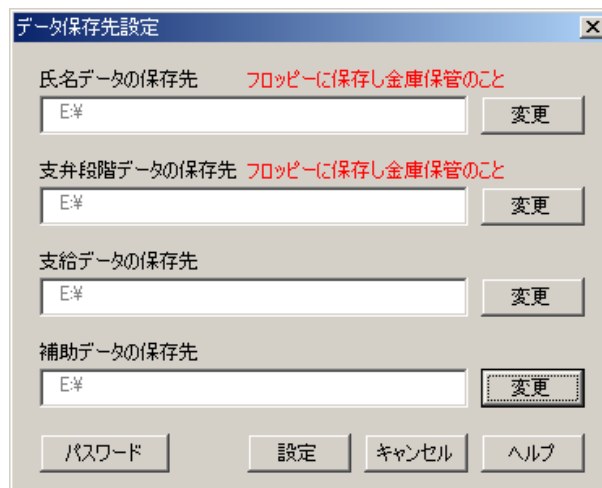 データ保存先設定
氏名データの保存先 フロッピーに保存し金庫保管のこと
E:¥ 変更
支弁段階データの保存先 フロッピーに保存し金庫保管のこと
E:¥ 変更
支給データの保存先
E:¥ 変更
補助データの保存先
E:¥ 変更
パスワード 設定 キャンセル ヘルプ